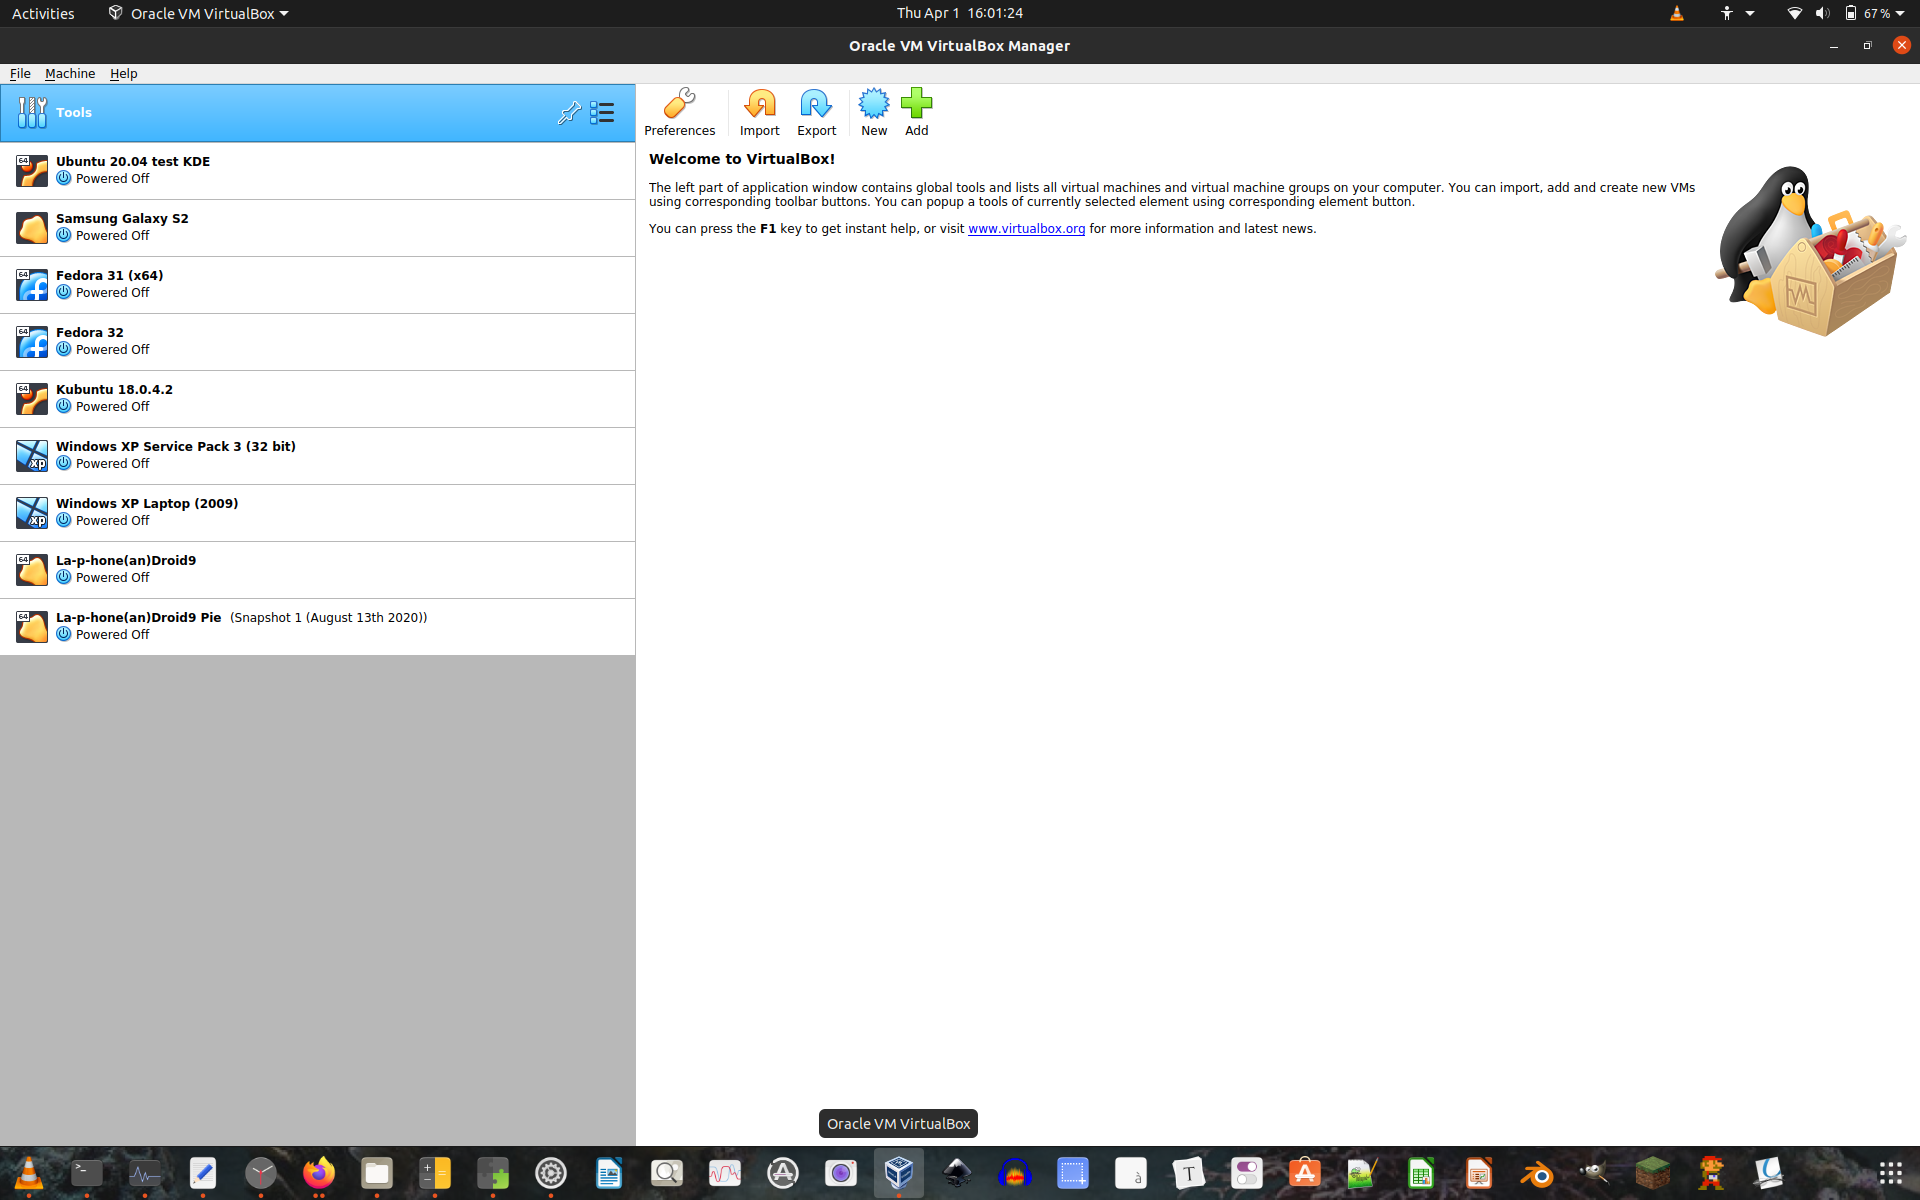 Activities
Oracle VM VirtualBox
Thu Apr 1 16:01:24
67 %
Oracle VM VirtualBox Manager
File Machine Help
Tools
Preferences
Import
Export
New
Add
Ubuntu 20.04 test KDE
Powered Off
Samsung Galaxy S2
Powered Off
Fedora 31 (x64)
Powered Off
Fedora 32
Powered Off
Kubuntu 18.0.4.2
Powered Off
Windows XP Service Pack 3 (32 bit)
Powered Off
Windows XP Laptop (2009)
Powered Off
La-p-hone(an)Droid9
Powered Off
La-p-hone(an)Droid9 Pie (Snapshot 1 (August 13th 2020))
Powered Off
64
64
64
64
xp
xp
64
64
Welcome to VirtualBox!
The left part of application window contains global tools and lists all virtual machines and virtual machine groups on your computer. You can import, add and create new VMs
using corresponding toolbar buttons. You can popup a tools of currently selected element using corresponding element button.
You can press the F1 key to get instant help, or visit www.virtualbox.org for more information and latest news.
Oracle VM VirtualBox
à
T